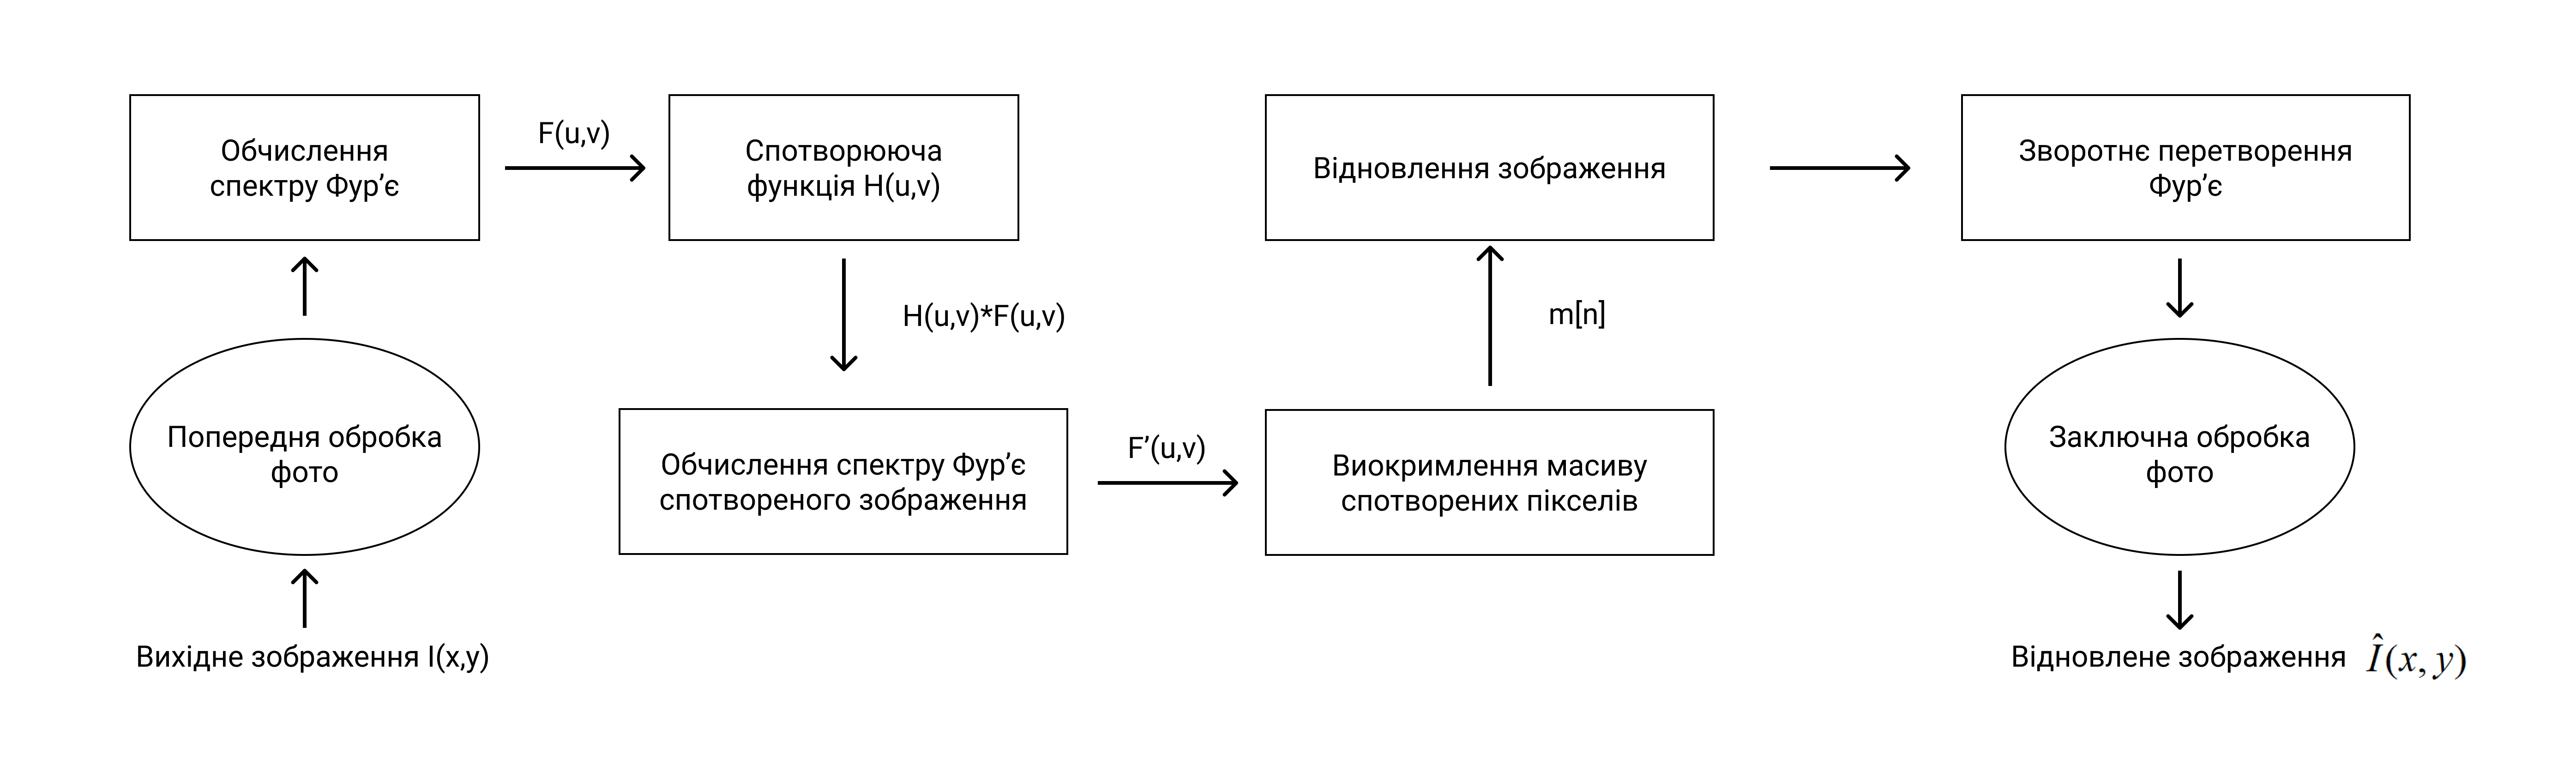 Обчислення
спектру Фур’є
F(u,v)
Спотворююча
функція H(u,v)
Відновлення зображення
Зворотнє перетворення
Фур’є
H(u,v)*F(u,v)
m[n]
Попередня обробка
фото
Обчислення спектру Фур’є
спотвореного зображення
F’(u,v)
Виокримлення масиву
спотворених пікселів
Заключна обробка
фото
Вихідне зображення I(x,y)
Відновлене зображення Î(x, y)